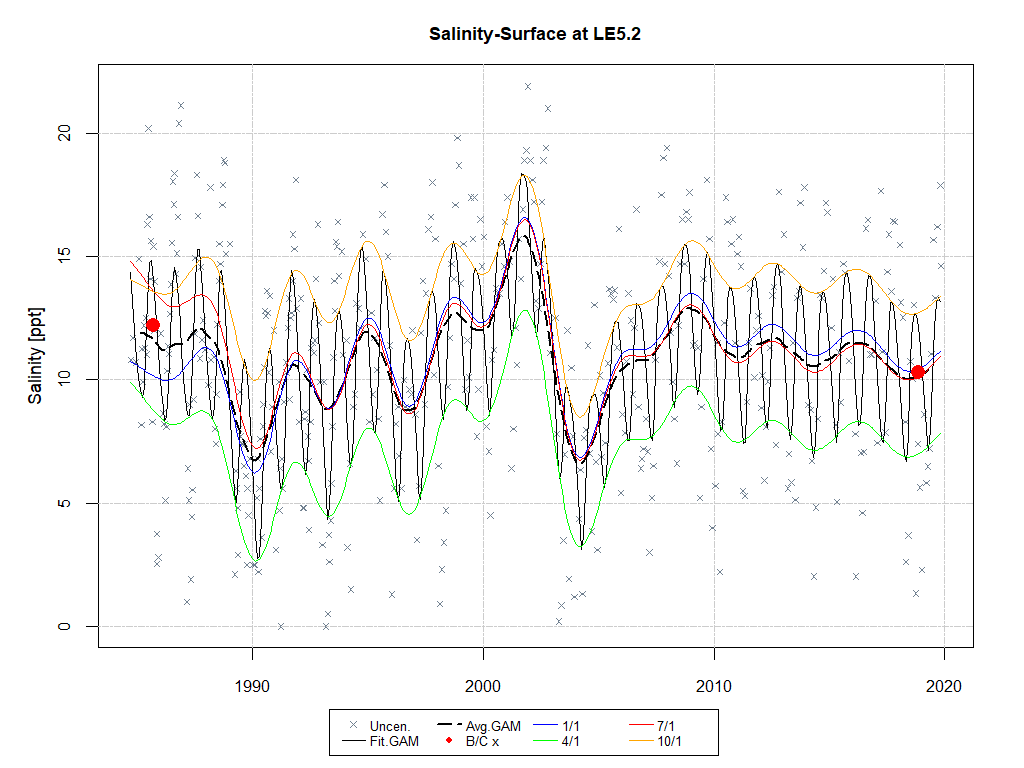 Salinity-Surface at LE5.2
Salinity [ppt]
20
15
10
5
0
1990 2000 2010 2020
Uncen. Avg.GAM 1/1 7/1
Fit.GAM B/C x 4/1 10/1